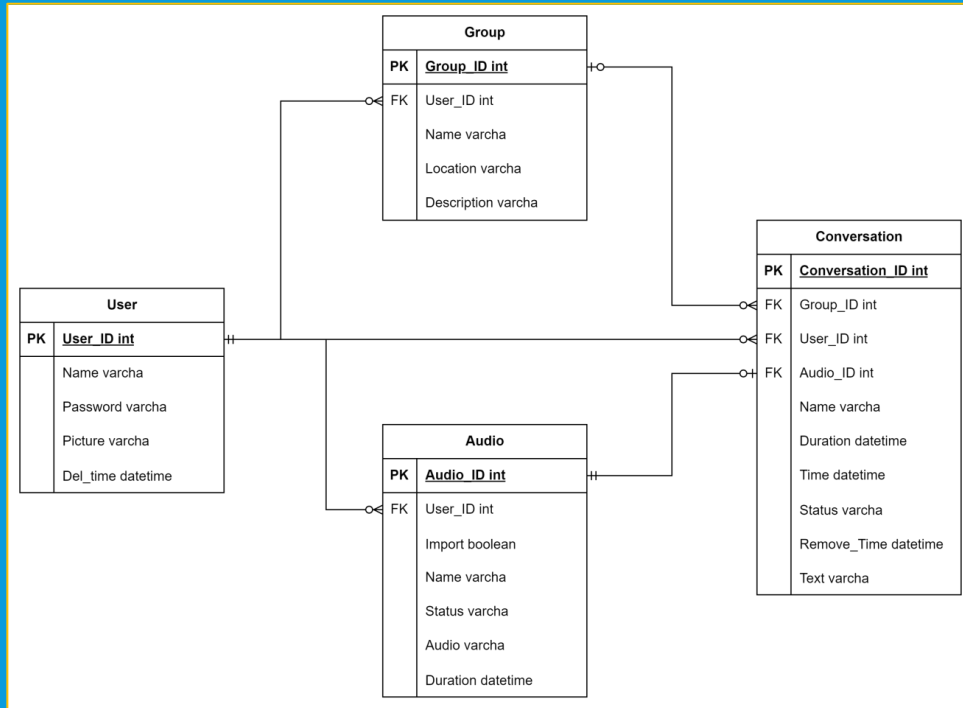 Group
PK Group_ID int
FK User_ID int
Name varcha
Location varcha
Description varcha
User
PK User_ID int
Name varcha
Password varcha
Picture varcha
Del_time datetime
Audio
PK Audio_ID int
FK User_ID int
Import boolean
Name varcha
Status varcha
Audio varcha
Duration datetime
Conversation
PK Conversation_ID int
FK Group_ID int
FK User_ID int
FK Audio_ID int
Name varcha
Duration datetime
Time datetime
Status varcha
Remove_Time datetime
Text varcha